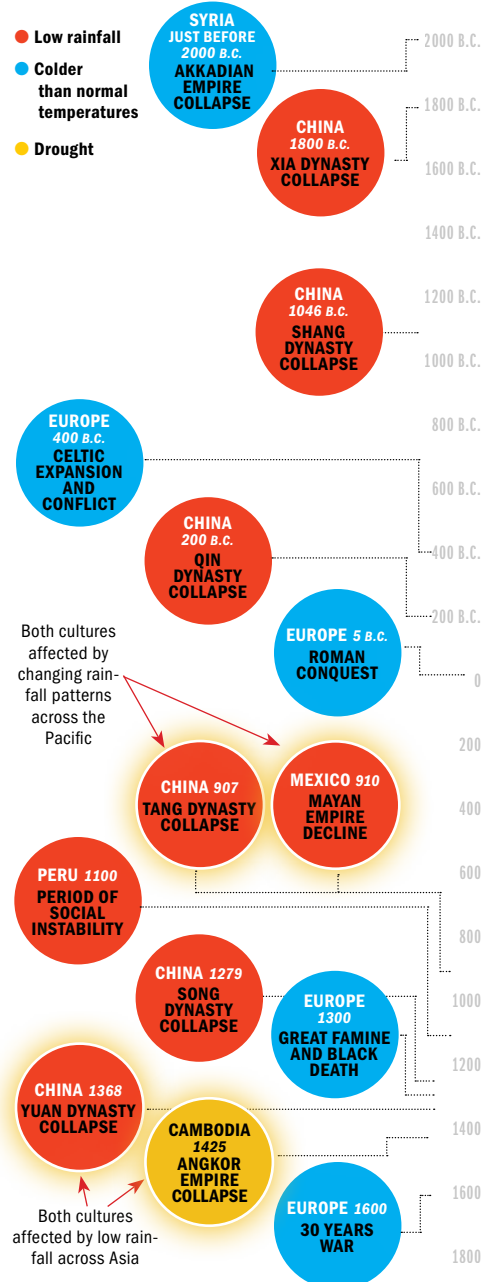 Low rainfall
Colder
than normal
temperatures
Drought
SYRIA
JUST BEFORE
2000 B.C.
AKKADIAN
EMPIRE
COLLAPSE
CHINA
1800 B.C.
XIA DYNASTY
COLLAPSE
CHINA
1046 B.C.
SHANG
DYNASTY
COLLAPSE
EUROPE
400 B.C.
CELTIC
EXPANSION
AND
CONFLICT
CHINA
200 B.C.
QIN
DYNASTY
COLLAPSE
EUROPE 5 B.C.
ROMAN
CONQUEST
Both cultures
affected by
changing rain-
fall patterns
across the
Pacific
CHINA 907
TANG DYNASTY
COLLAPSE
MEXICO 910
MAYAN
EMPIRE
DECLINE
PERU 1100
PERIOD OF
SOCIAL
INSTABILITY
CHINA 1279
SONG
DYNASTY
COLLAPSE
EUROPE
1300
GREAT FAMINE
AND BLACK
DEATH
CHINA 1368
YUAN DYNASTY
COLLAPSE
CAMBODIA
1425
ANGKOR
EMPIRE
COLLAPSE
Both cultures
affected by low rain-
fall across Asia
EUROPE 1600
30 YEARS
WAR
2000 B.C.
1800 B.C.
1600 B.C.
1400 B.C.
1200 B.C.
1000 B.C.
800 B.C.
600 B.C.
400 B.C.
200 B.C.
0
200
400
600
800
1000
1200
1400
1600
1800